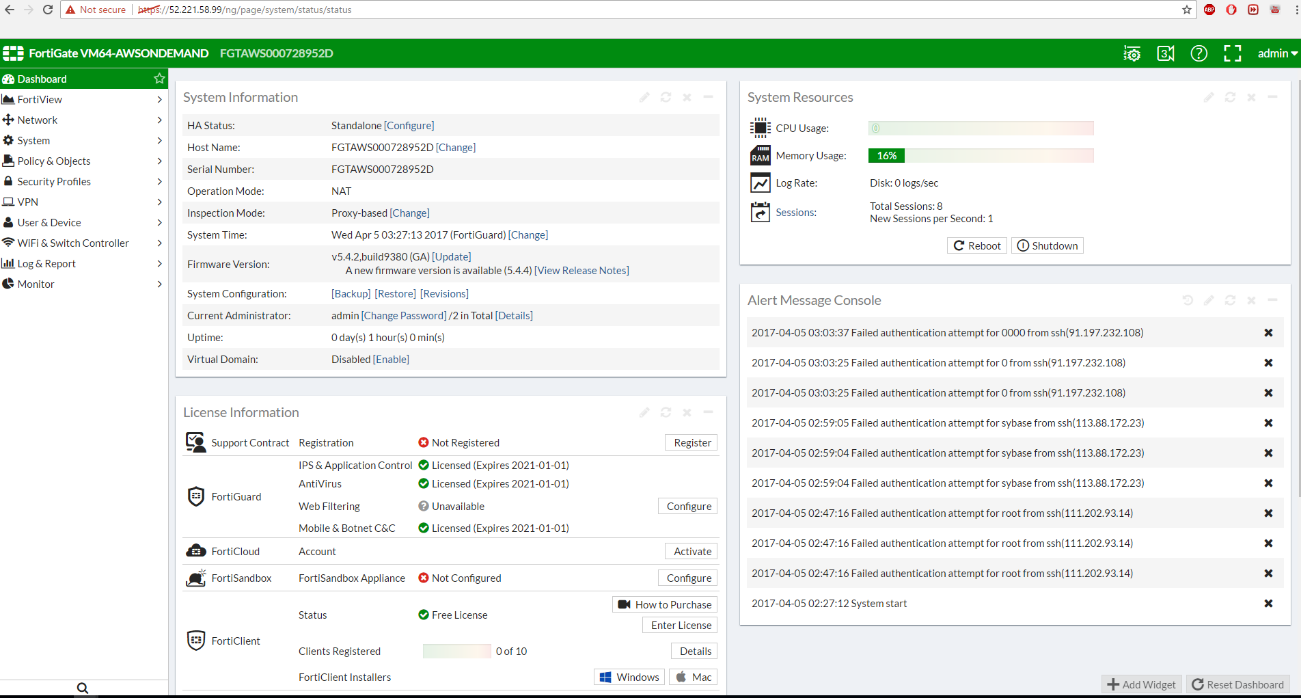 Not secure https://52.221.58.99/ng/page/system/status/status
ABP
FortiGate VM64-AWSONDEMAND FGTAWS000728952D
3
admin
Dashboard
FortiView
Network
System
Policy & Objects
Security Profiles
VPN
User & Device
WiFi & Switch Controller
Log & Report
Monitor
System Information
HA Status: Standalone [Configure]
Host Name: FGTAWS000728952D [Change]
Serial Number: FGTAWS000728952D
Operation Mode: NAT
Inspection Mode: Proxy-based [Change]
System Time: Wed Apr 5 03:27:13 2017 (FortiGuard) [Change]
Firmware Version: v5.4.2,build9380 (GA) [Update]
A new firmware version is available (5.4.4) [View Release Notes]
System Configuration: [Backup] [Restore] [Revisions]
Current Administrator: admin [Change Password] /2 in Total [Details]
Uptime: 0 day(s) 1 hour(s) 0 min(s)
Virtual Domain: Disabled [Enable]
License Information
Support Contract Registration Not Registered Register
FortiGuard
IPS & Application Control Licensed (Expires 2021-01-01)
AntiVirus Licensed (Expires 2021-01-01)
Web Filtering Unavailable Configure
Mobile & Botnet C&C Licensed (Expires 2021-01-01)
FortiCloud Account Activate
FortiSandbox FortiSandbox Appliance Not Configured Configure
FortiClient
Status Free License How to Purchase
Enter License
Clients Registered 0 of 10 Details
FortiClient Installers Windows Mac
System Resources
CPU Usage: 0
RAM Memory Usage: 16%
Log Rate: Disk: 0 logs/sec
Sessions: Total Sessions: 8
New Sessions per Second: 1
Reboot Shutdown
Alert Message Console
2017-04-05 03:03:37 Failed authentication attempt for 0000 from ssh(91.197.232.108)
2017-04-05 03:03:25 Failed authentication attempt for 0 from ssh(91.197.232.108)
2017-04-05 03:03:25 Failed authentication attempt for 0 from ssh(91.197.232.108)
2017-04-05 02:59:05 Failed authentication attempt for sybase from ssh(113.88.172.23)
2017-04-05 02:59:04 Failed authentication attempt for sybase from ssh(113.88.172.23)
2017-04-05 02:59:04 Failed authentication attempt for sybase from ssh(113.88.172.23)
2017-04-05 02:47:16 Failed authentication attempt for root from ssh(111.202.93.14)
2017-04-05 02:47:16 Failed authentication attempt for root from ssh(111.202.93.14)
2017-04-05 02:47:16 Failed authentication attempt for root from ssh(111.202.93.14)
2017-04-05 02:27:12 System start
Add Widget Reset Dashboard